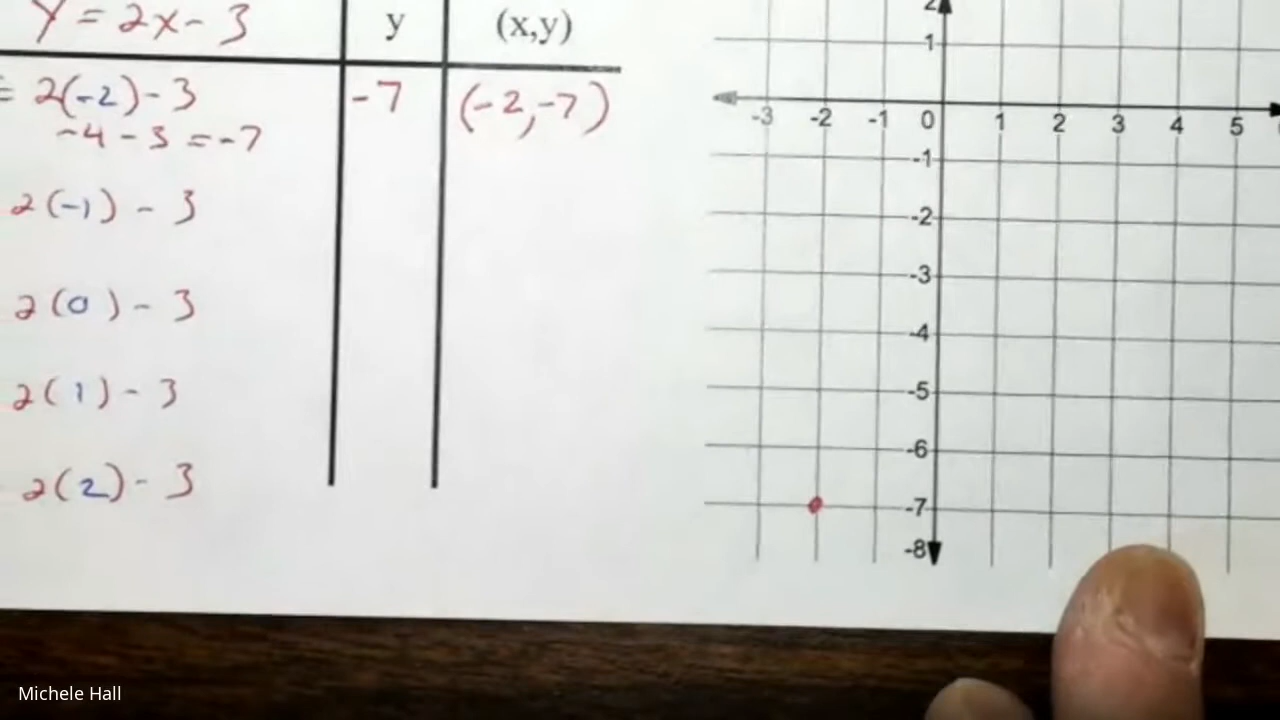 y = 2x - 3 y (x,y)
= 2(-2) - 3 -7 (-2,-7)
-4 - 3 = -7
2(-1) - 3
2(0) - 3
2(1) - 3
2(2) - 3
2
1
-3 -2 -1 0 1 2 3 4 5
-1
-2
-3
-4
-5
-6
-7
-8
Michele Hall